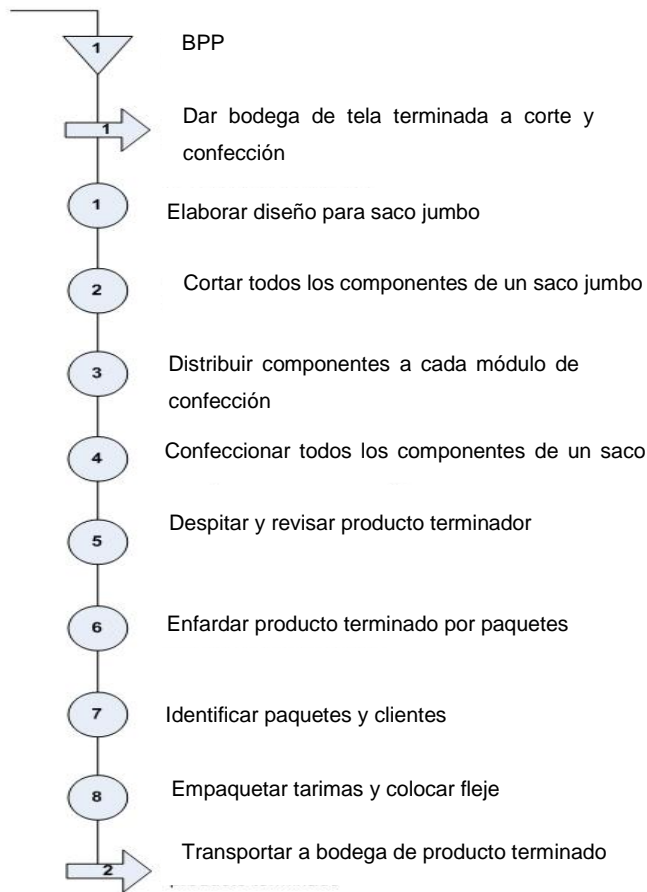 1
BPP
1
Dar bodega de tela terminada a corte y
confección
1
Elaborar diseño para saco jumbo
2
Cortar todos los componentes de un saco jumbo
3
Distribuir componentes a cada módulo de
confección
4
Confeccionar todos los componentes de un saco
5
Despitar y revisar producto terminador
6
Enfardar producto terminado por paquetes
7
Identificar paquetes y clientes
8
Empaquetar tarimas y colocar fleje
2
Transportar a bodega de producto terminado